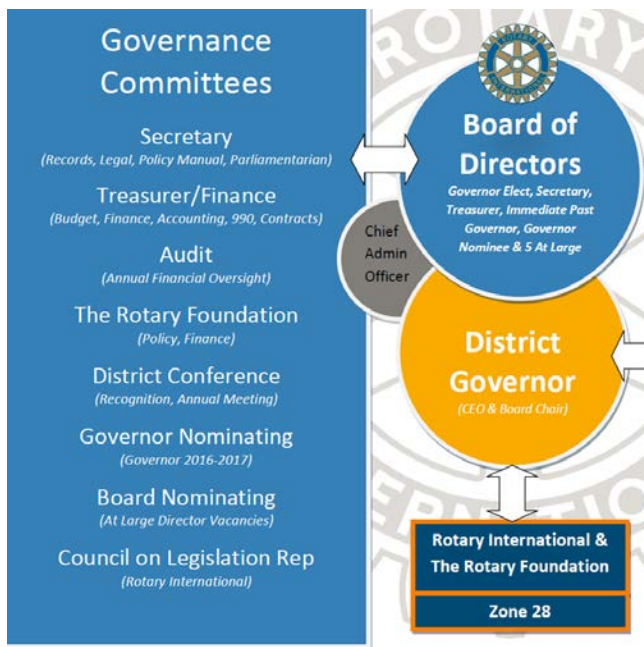 Governance
Committees
Secretary
(Records, Legal, Policy Manual, Parliamentarian)
Treasurer/Finance
(Budget, Finance, Accounting, 990, Contracts)
Audit
(Annual Financial Oversight)
The Rotary Foundation
(Policy, Finance)
District Conference
(Recognition, Annual Meeting)
Governor Nominating
(Governor 2016-2017)
Board Nominating
(At Large Director Vacancies)
Council on Legislation Rep
(Rotary International)
ROTARY
Board of
Directors
Governor Elect, Secretary,
Treasurer, Immediate Past
Governor, Governor
Nominee & 5 At Large
Chief
Admin
Officer
District
Governor
(CEO & Board Chair)
Rotary International &
The Rotary Foundation
Zone 28